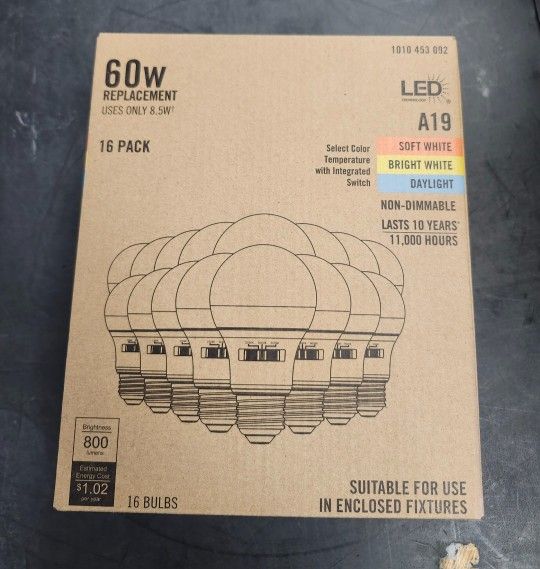 1010 453 092
60W
REPLACEMENT
USES ONLY 8.5W†
16 PACK
LED
TECHNOLOGY
®
A19
Select Color
Temperature
with Integrated
Switch
SOFT WHITE
BRIGHT WHITE
DAYLIGHT
NON-DIMMABLE
LASTS 10 YEARS*
11,000 HOURS
Brightness
800
lumens
Estimated
Energy Cost
$1.02
per year
16 BULBS
SUITABLE FOR USE
IN ENCLOSED FIXTURES